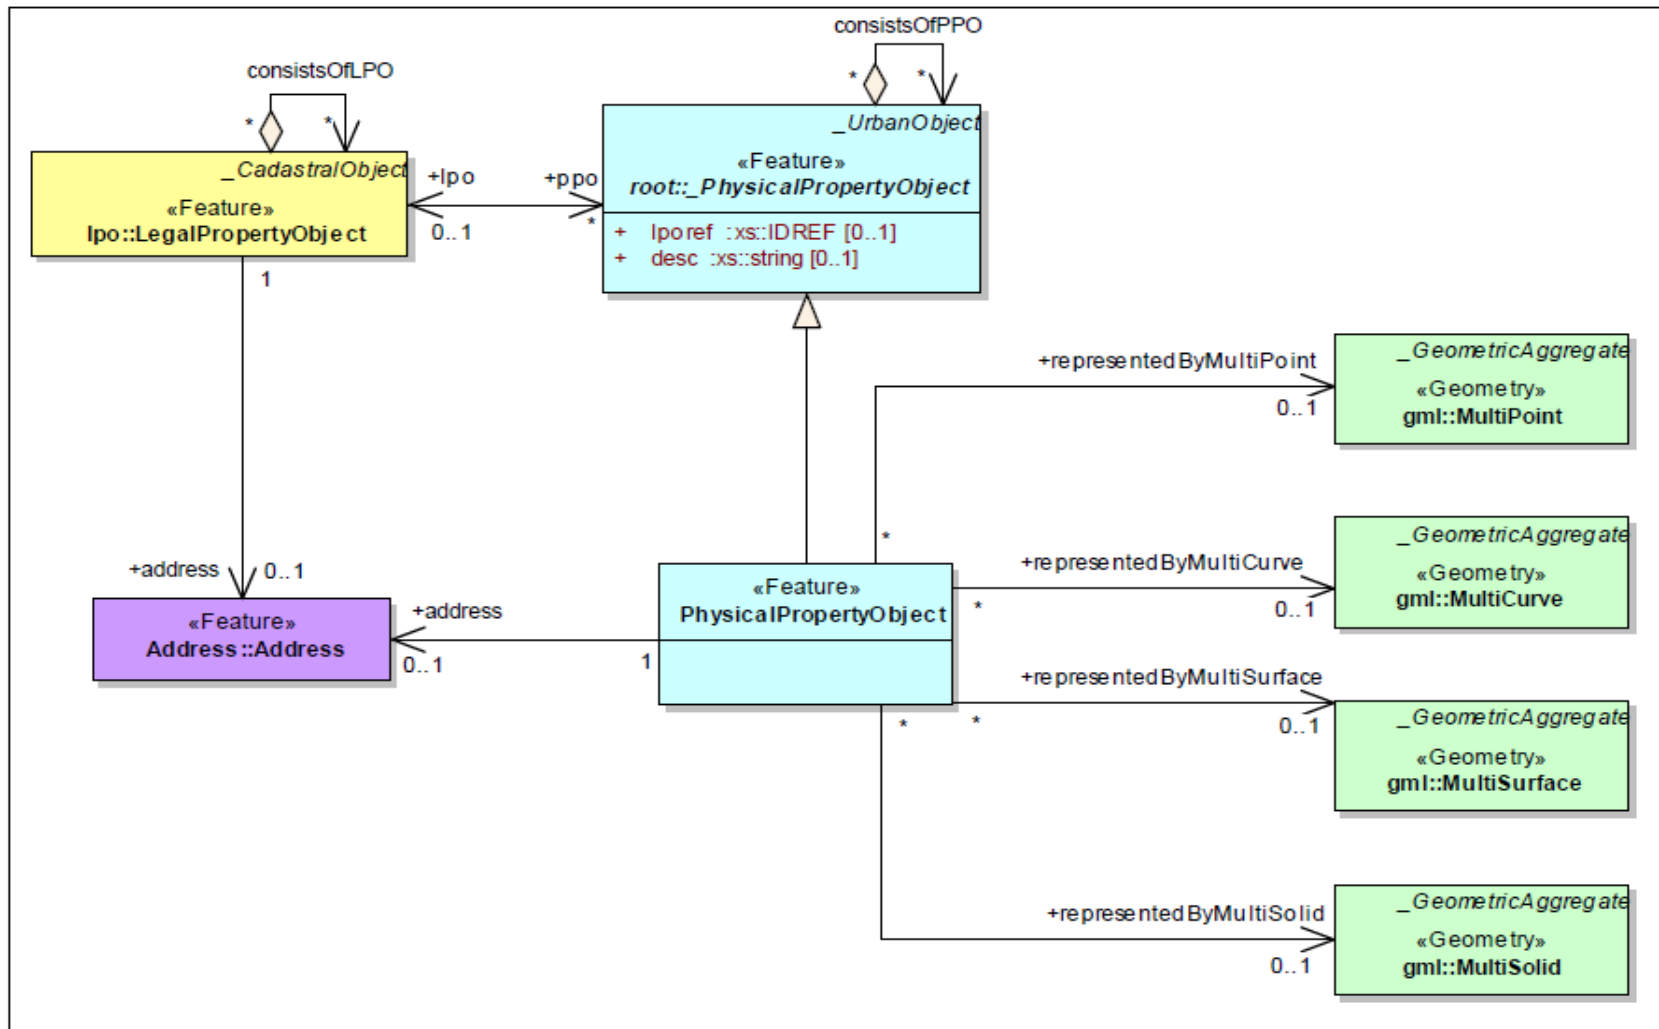 consistsOfPPO
* *
consistsOfLPO
* *
_UrbanObject
«Feature»
root::_PhysicalPropertyObject
+ lporef :xs::IDREF [0..1]
+ desc :xs::string [0..1]
_CadastralObject
«Feature»
lpo::LegalPropertyObject
+lpo
0..1
+ppo
*
1
+address
0..1
«Feature»
Address::Address
+address
0..1
1
«Feature»
PhysicalPropertyObject
+representedByMultiPoint
0..1
*
_GeometricAggregate
«Geometry»
gml::MultiPoint
+representedByMultiCurve
*
0..1
_GeometricAggregate
«Geometry»
gml::MultiCurve
+representedByMultiSurface
*
0..1
_GeometricAggregate
«Geometry»
gml::MultiSurface
*
+representedByMultiSolid
0..1
_GeometricAggregate
«Geometry»
gml::MultiSolid